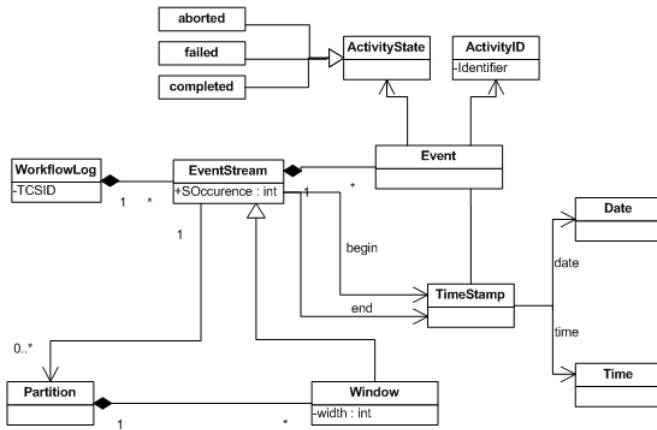 aborted
failed
completed
ActivityState
ActivityID
-Identifier
WorkflowLog
-TCSID
1
*
EventStream
+SOccurence : int
1
*
Event
1
0..*
begin
end
TimeStamp
date
time
Date
Time
Partition
1
*
Window
-width : int